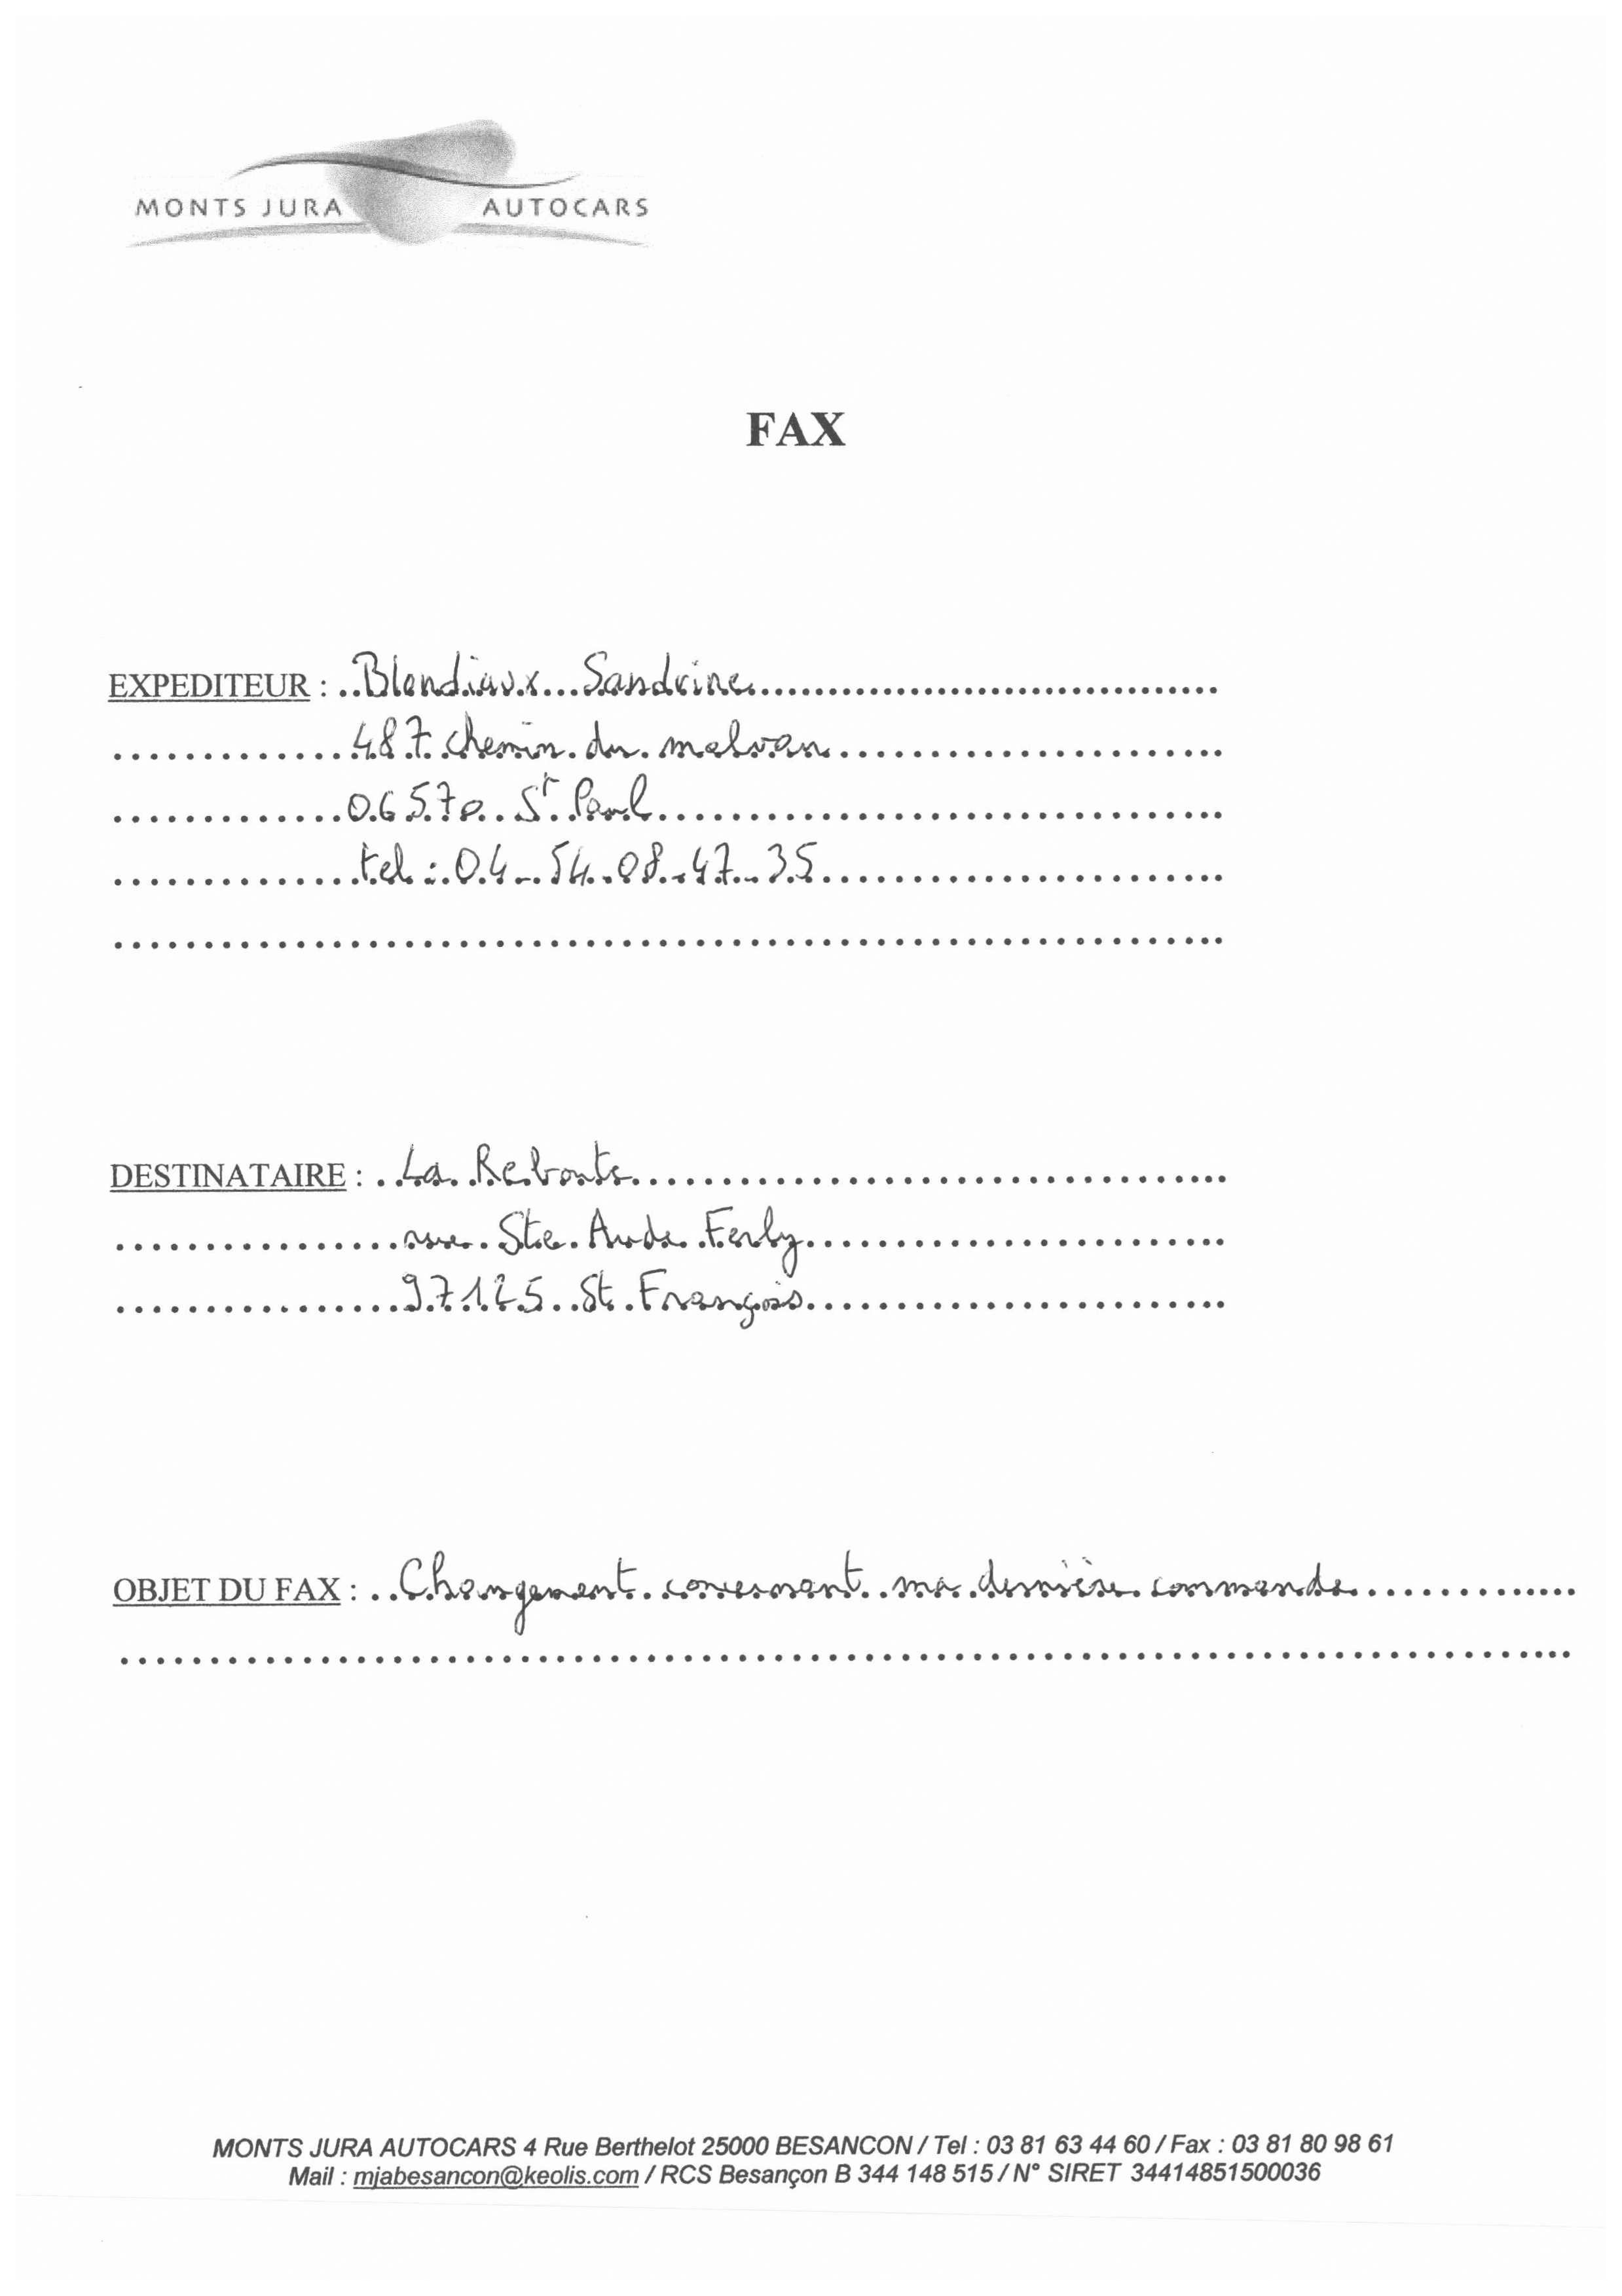 MONTS JURA AUTOCARS
FAX
EXPEDITEUR : Blondiaux Sandrine
487 chemin du malvan
06570 St Paul
tel : 04 54 08 47 35
DESTINATAIRE : La Redoute
rue Ste Aude Ferly
97125 St François
OBJET DU FAX : Changement concernant ma dernière commande
MONTS JURA AUTOCARS 4 Rue Berthelot 25000 BESANCON / Tel : 03 81 63 44 60 / Fax : 03 81 80 98 61
Mail : mjabesancon@keolis.com / RCS Besançon B 344 148 515 / N° SIRET 34414851500036